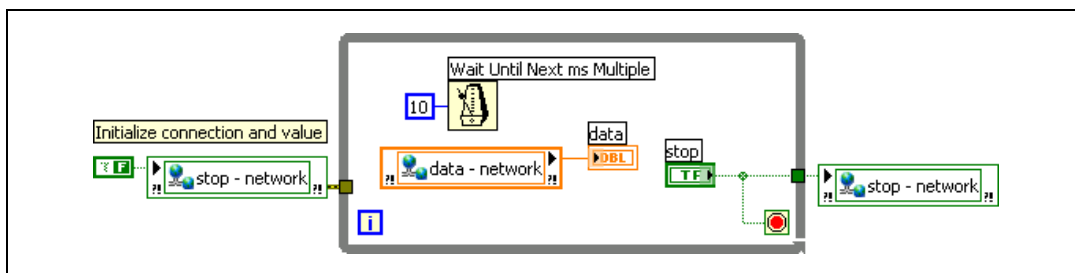 Wait Until Next ms Multiple
10
Initialize connection and value
F
stop - network
?!
data - network
?!
data
DBL
stop
TF
i
stop - network
?!